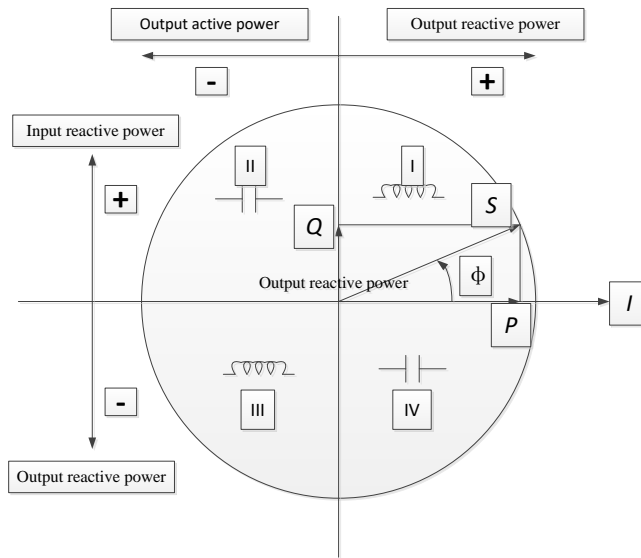 Output active power
Output reactive power
-
+
Input reactive power
II
I
+
Q
S
Output reactive power
ϕ
P
I
-
III
IV
Output reactive power